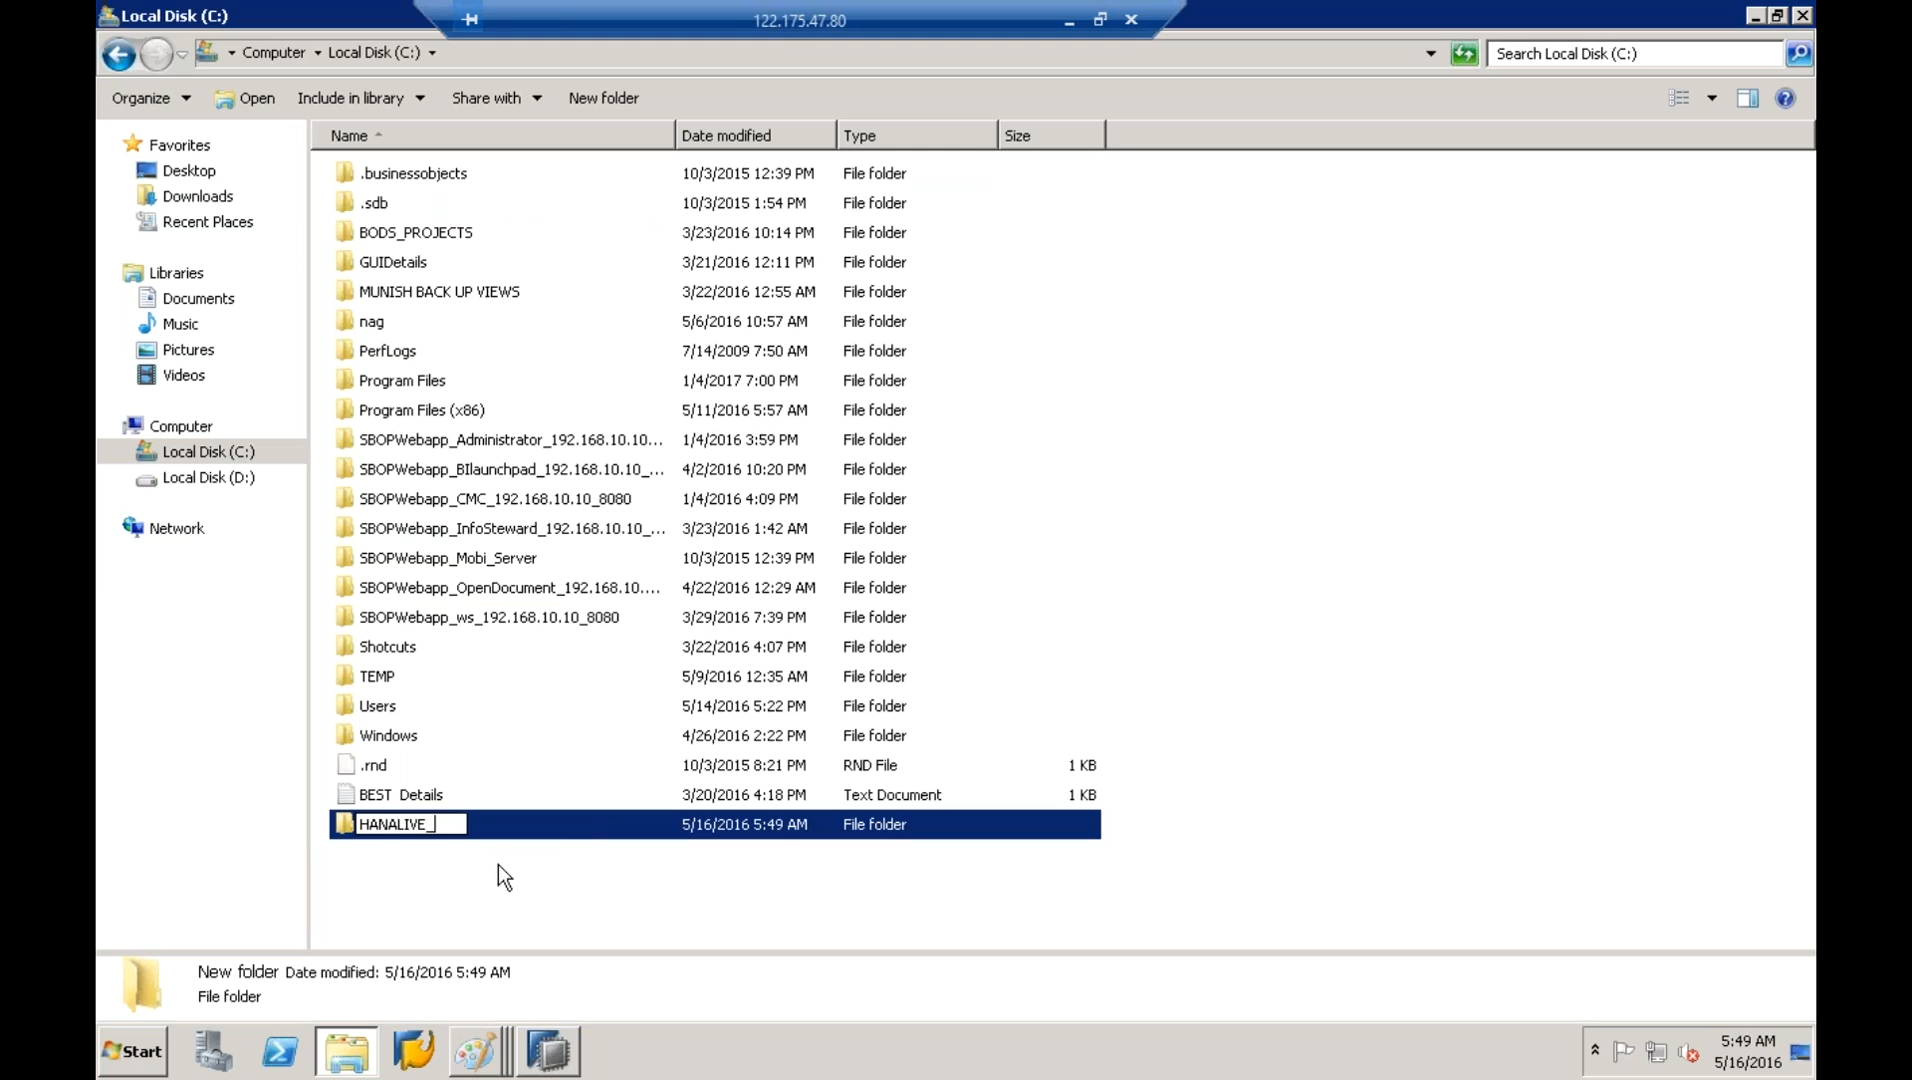 Local Disk (C:)
122.175.47.80
Computer Local Disk (C:)
Search Local Disk (C:)
Organize Open Include in library Share with New folder
Name Date modified Type Size
Favorites
Desktop
Downloads
Recent Places
Libraries
Documents
Music
Pictures
Videos
Computer
Local Disk (C:)
Local Disk (D:)
Network
.businessobjects 10/3/2015 12:39 PM File folder
.sdb 10/3/2015 1:54 PM File folder
BODS_PROJECTS 3/23/2016 10:14 PM File folder
GUIDetails 3/21/2016 12:11 PM File folder
MUNISH BACK UP VIEWS 3/22/2016 12:55 AM File folder
nag 5/6/2016 10:57 AM File folder
PerfLogs 7/14/2009 7:50 AM File folder
Program Files 1/4/2017 7:00 PM File folder
Program Files (x86) 5/11/2016 5:57 AM File folder
SBOPWebapp_Administrator_192.168.10.10... 1/4/2016 3:59 PM File folder
SBOPWebapp_BIlaunchpad_192.168.10.10_... 4/2/2016 10:20 PM File folder
SBOPWebapp_CMC_192.168.10.10_8080 1/4/2016 4:09 PM File folder
SBOPWebapp_InfoSteward_192.168.10.10_... 3/23/2016 1:42 AM File folder
SBOPWebapp_Mobi_Server 10/3/2015 12:39 PM File folder
SBOPWebapp_OpenDocument_192.168.10.... 4/22/2016 12:29 AM File folder
SBOPWebapp_ws_192.168.10.10_8080 3/29/2016 7:39 PM File folder
Shotcuts 3/22/2016 4:07 PM File folder
TEMP 5/9/2016 12:35 AM File folder
Users 5/14/2016 5:22 PM File folder
Windows 4/26/2016 2:22 PM File folder
.rnd 10/3/2015 8:21 PM RND File 1 KB
BEST Details 3/20/2016 4:18 PM Text Document 1 KB
HANALIVE_ 5/16/2016 5:49 AM File folder
New folder Date modified: 5/16/2016 5:49 AM
File folder
Start
5:49 AM
5/16/2016